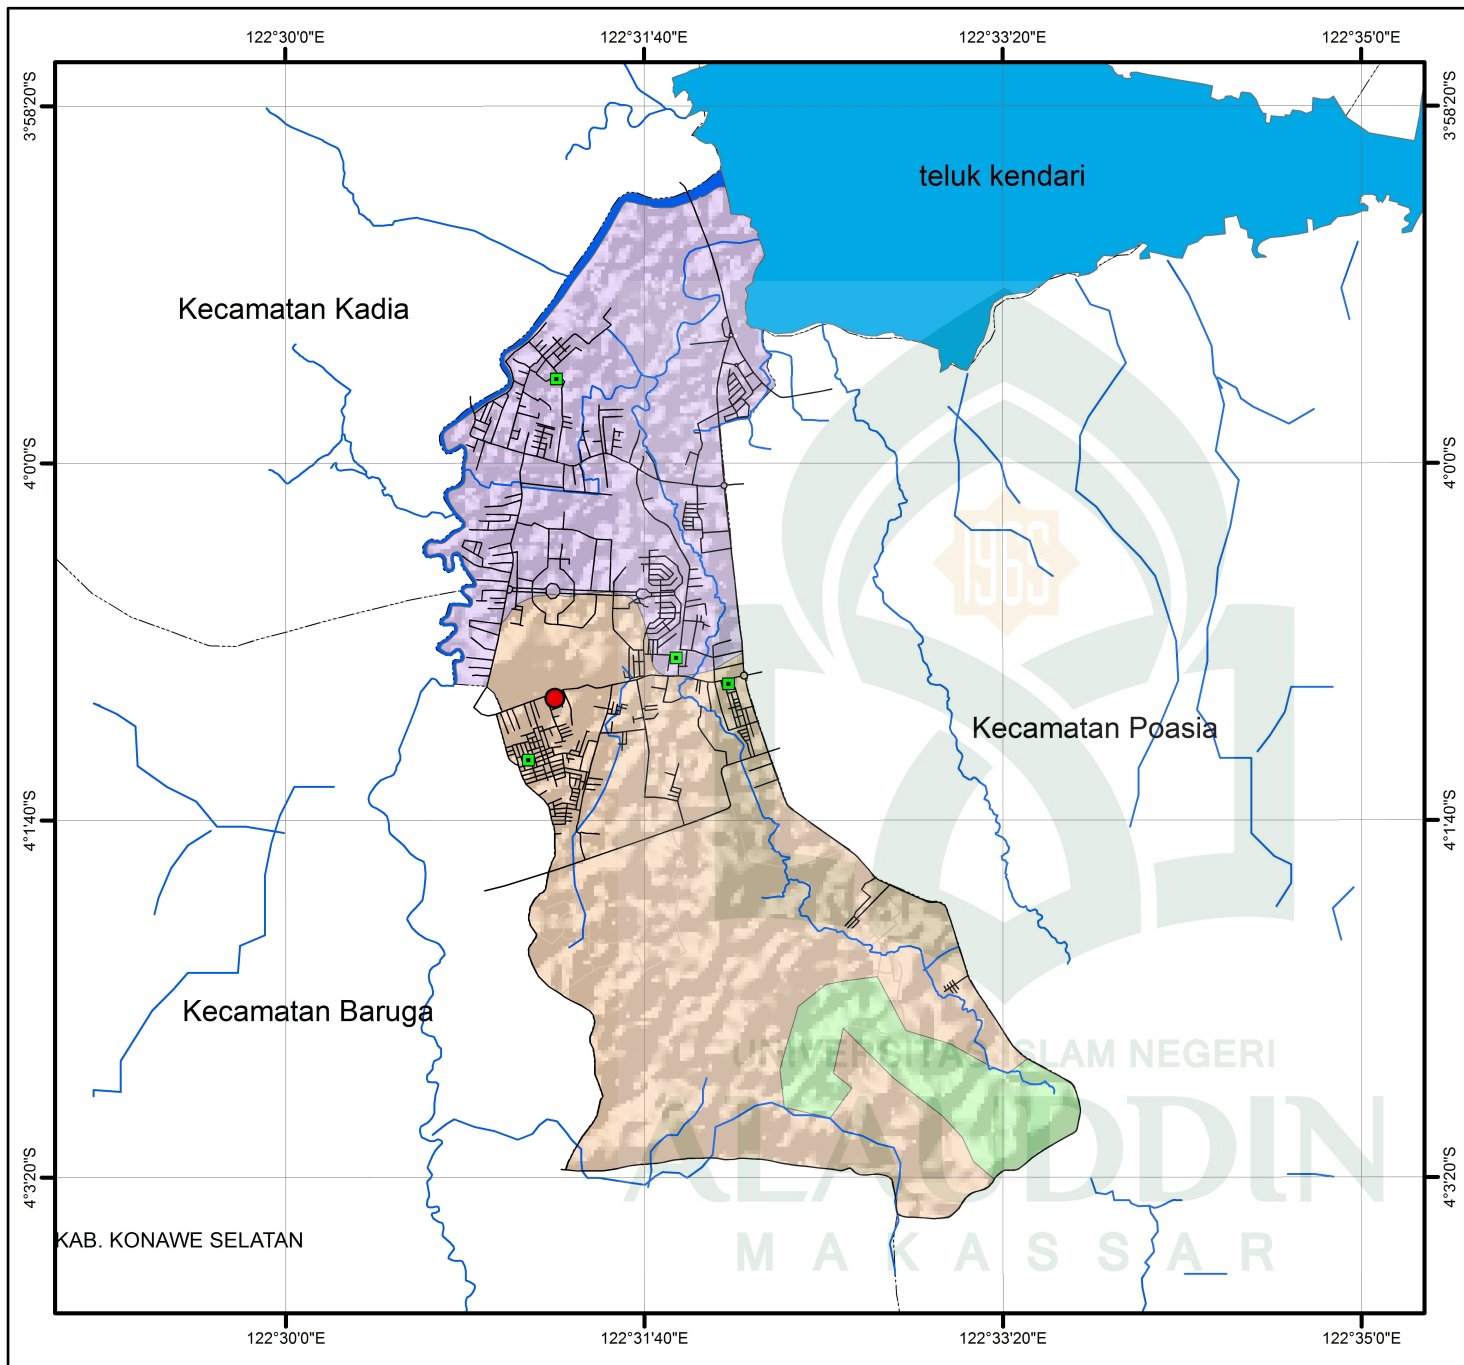 122°30'0"E 122°31'40"E 122°33'20"E 122°35'0"E
3°58'20"S 3°58'20"S
teluk kendari
Kecamatan Kadia
4°0'0"S 4°0'0"S
1965
Kecamatan Poasia
4°1'40"S 4°1'40"S
Kecamatan Baruga
UNIVERSITAS ISLAM NEGERI
ALAUDDIN
4°3'20"S 4°3'20"S
KAB. KONAWE SELATAN
MAKASSAR
122°30'0"E 122°31'40"E 122°33'20"E 122°35'0"E